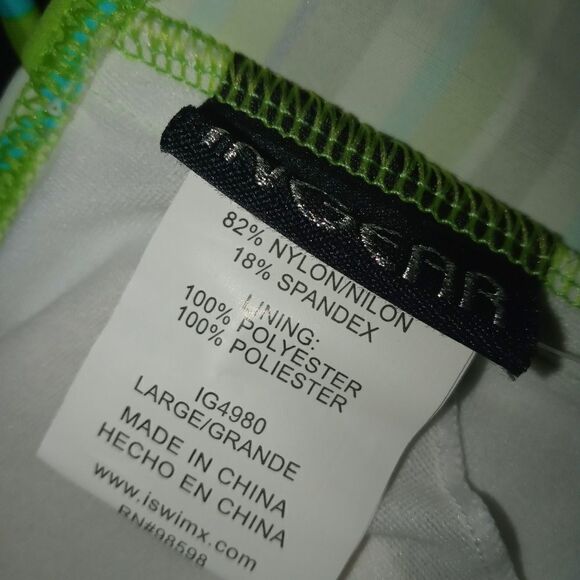 INGEAR
82% NYLON/NILON
18% SPANDEX
LINING:
100% POLYESTER
100% POLIESTER
IG4980
LARGE/GRANDE
MADE IN CHINA
HECHO EN CHINA
www.iswimx.com
RN#98598